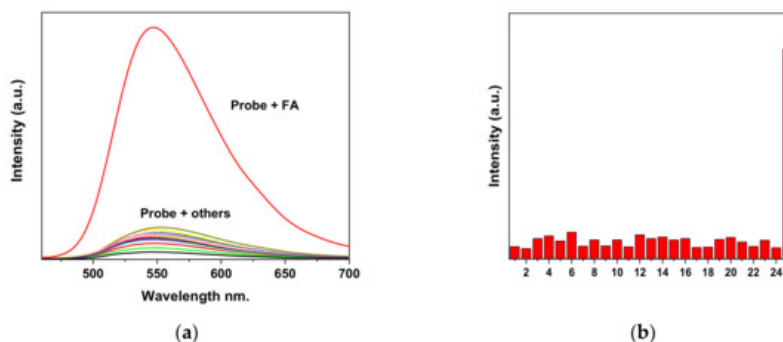 Intensity (a.u.)
Probe + FA
Probe + others
500 550 600 650 700
Wavelength nm.
(a)
Intensity (a.u.)
2 4 6 8 10 12 14 16 18 20 22 24
(b)